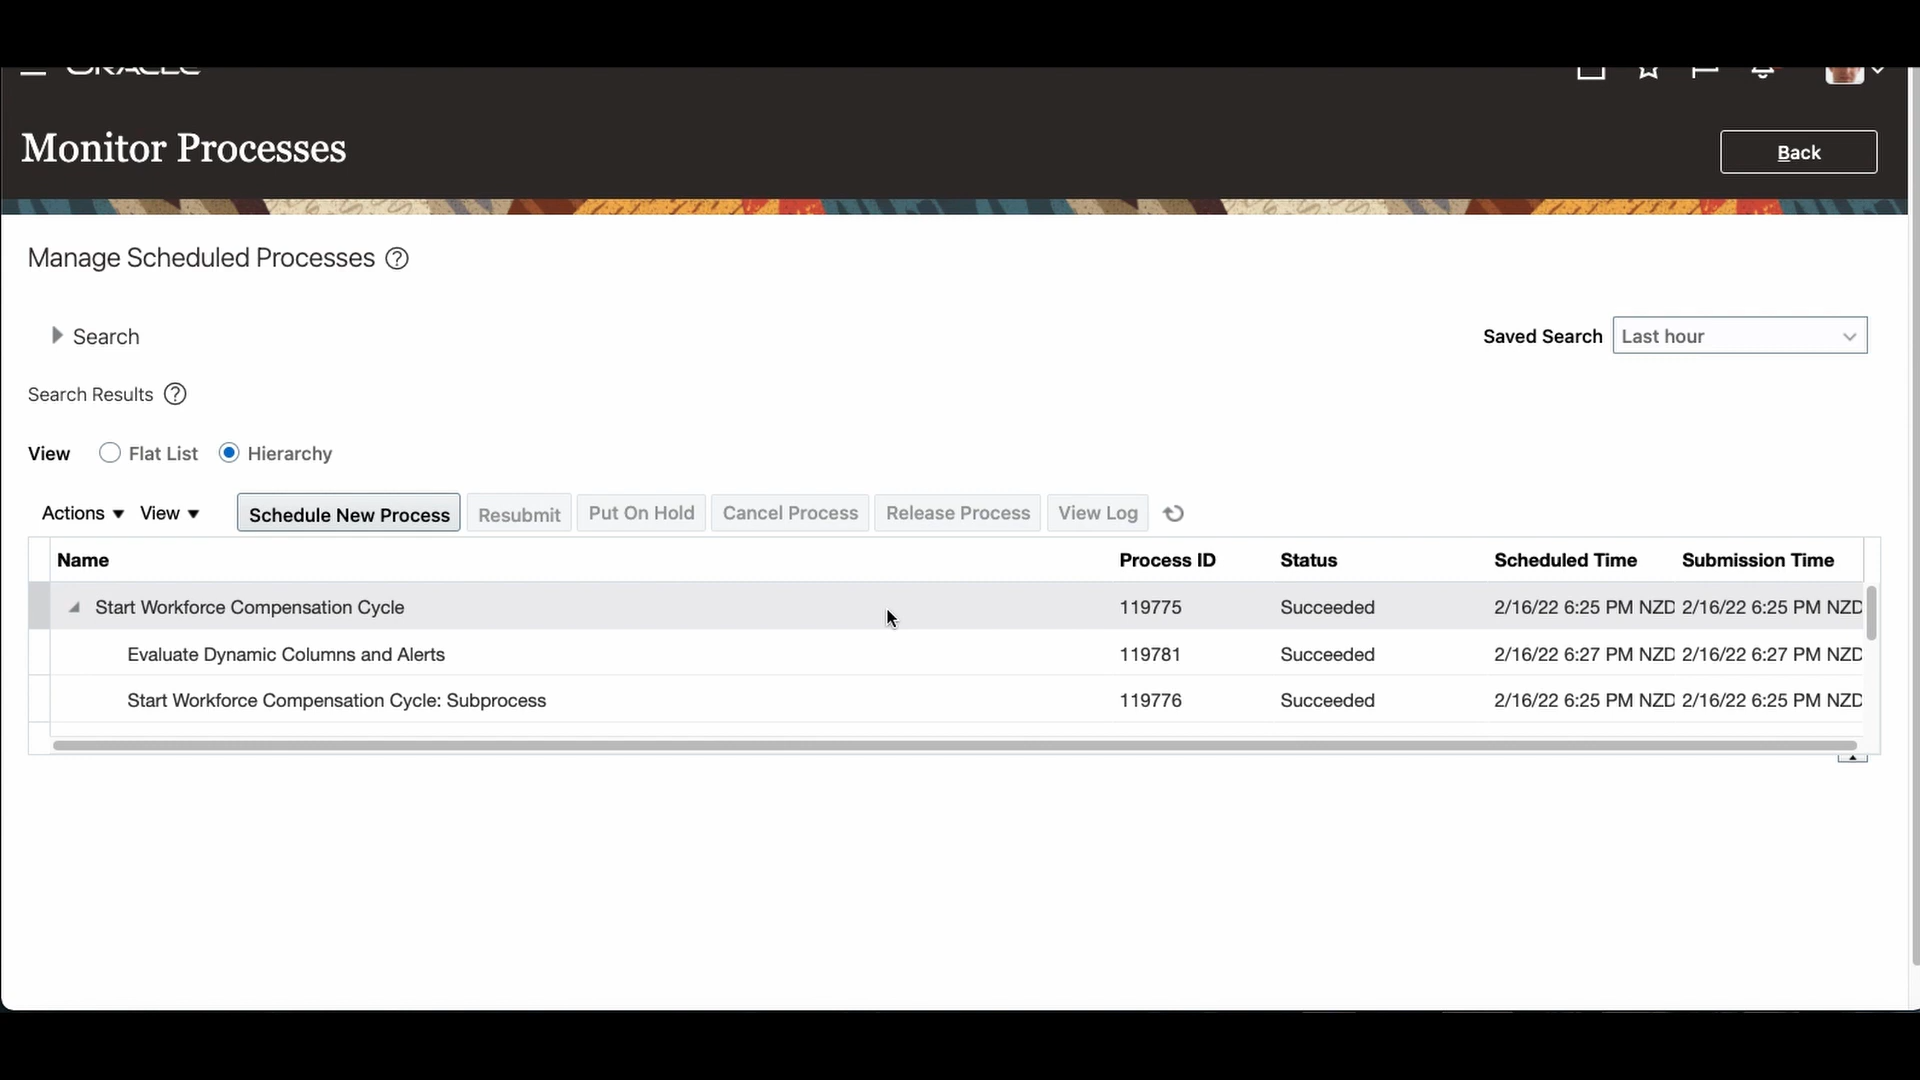 ORACLE
Monitor Processes
Back
Manage Scheduled Processes ?
Search
Saved Search Last hour
Search Results ?
View Flat List Hierarchy
Actions View Schedule New Process Resubmit Put On Hold Cancel Process Release Process View Log
Name Process ID Status Scheduled Time Submission Time
Start Workforce Compensation Cycle 119775 Succeeded 2/16/22 6:25 PM NZD 2/16/22 6:25 PM NZD
Evaluate Dynamic Columns and Alerts 119781 Succeeded 2/16/22 6:27 PM NZD 2/16/22 6:27 PM NZD
Start Workforce Compensation Cycle: Subprocess 119776 Succeeded 2/16/22 6:25 PM NZD 2/16/22 6:25 PM NZD